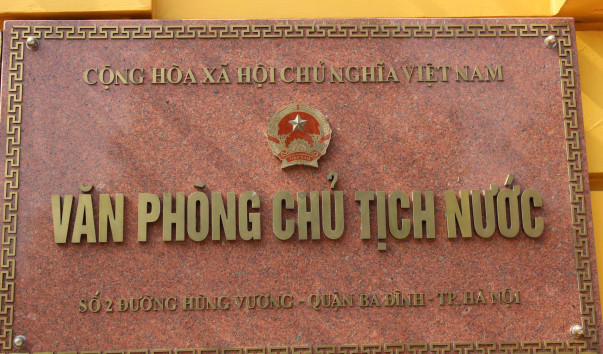 CỘNG HÒA XÃ HỘI CHỦ NGHĨA VIỆT NAM
VĂN PHÒNG CHỦ TỊCH NƯỚC
SỐ 2 ĐƯỜNG HÙNG VƯƠNG - QUẬN BA ĐÌNH - TP. HÀ NỘI